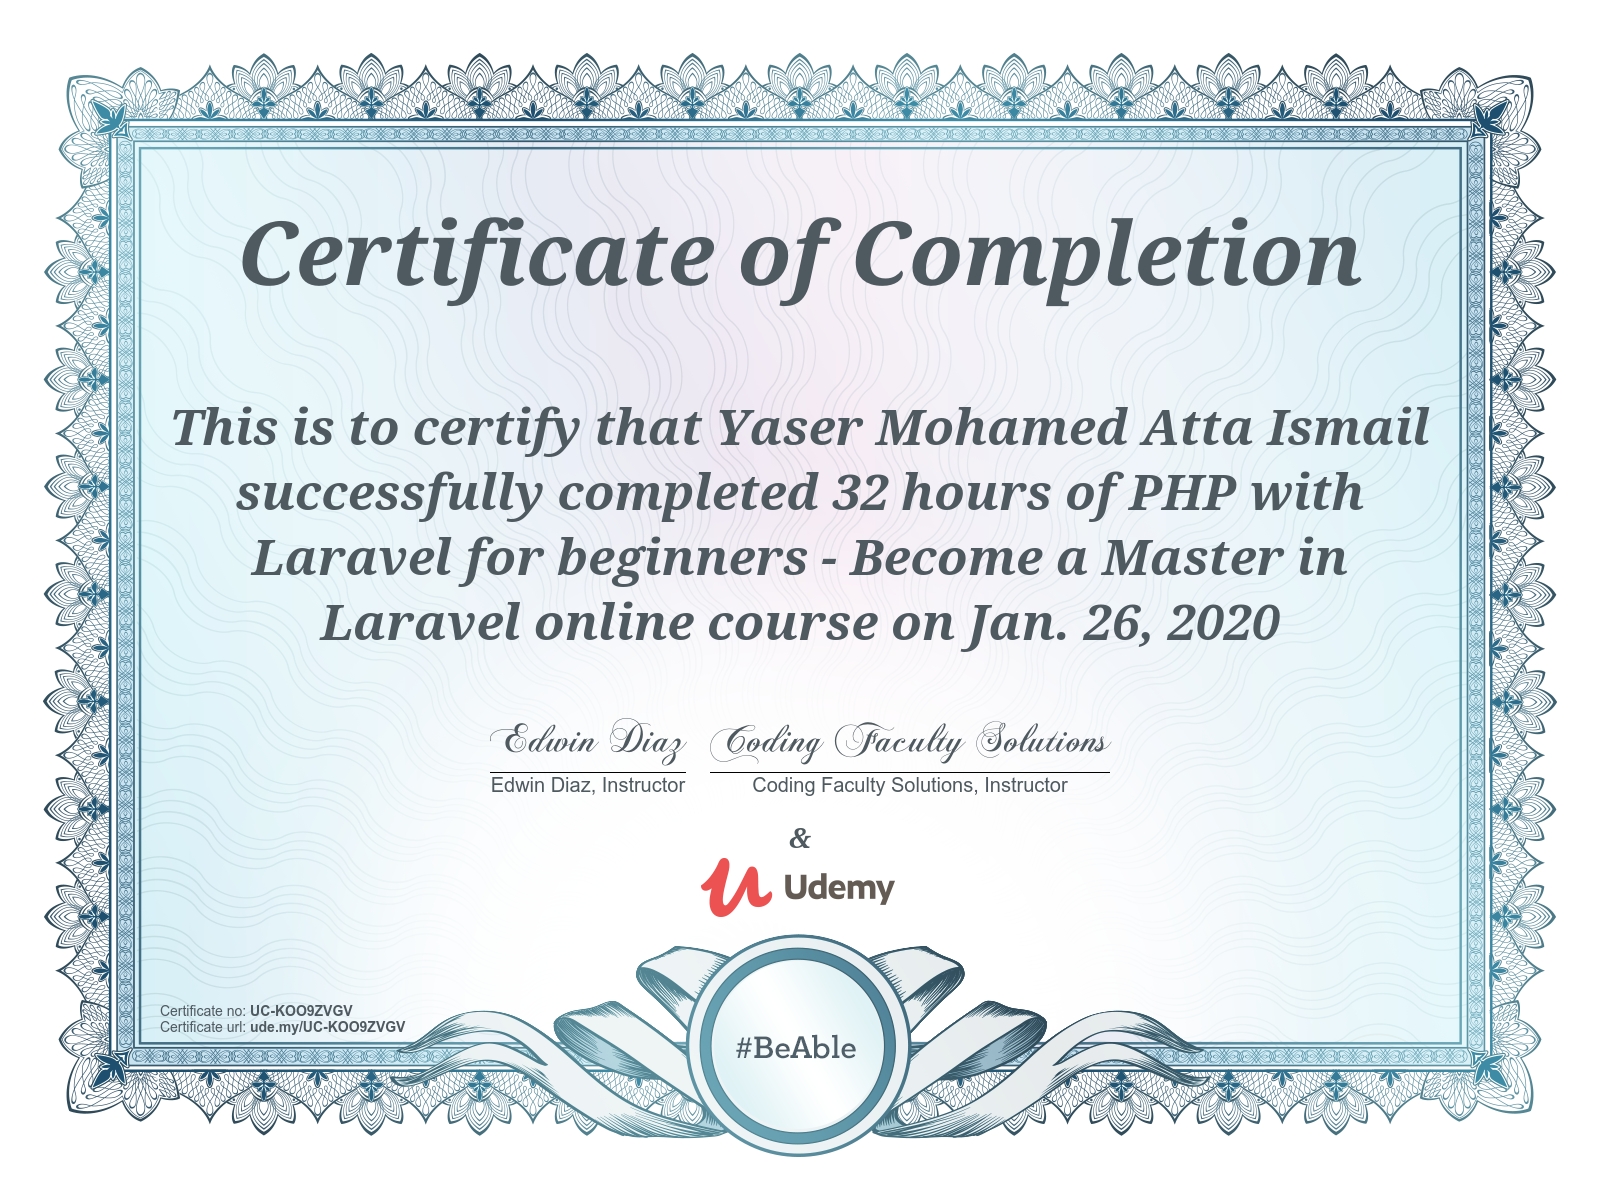 Certificate of Completion
This is to certify that Yaser Mohamed Atta Ismail
successfully completed 32 hours of PHP with
Laravel for beginners - Become a Master in
Laravel online course on Jan. 26, 2020
Edwin Diaz Coding Faculty Solutions
Edwin Diaz, Instructor Coding Faculty Solutions, Instructor
&
Udemy
Certificate no: UC-KOO9ZVGV
Certificate url: ude.my/UC-KOO9ZVGV
#BeAble